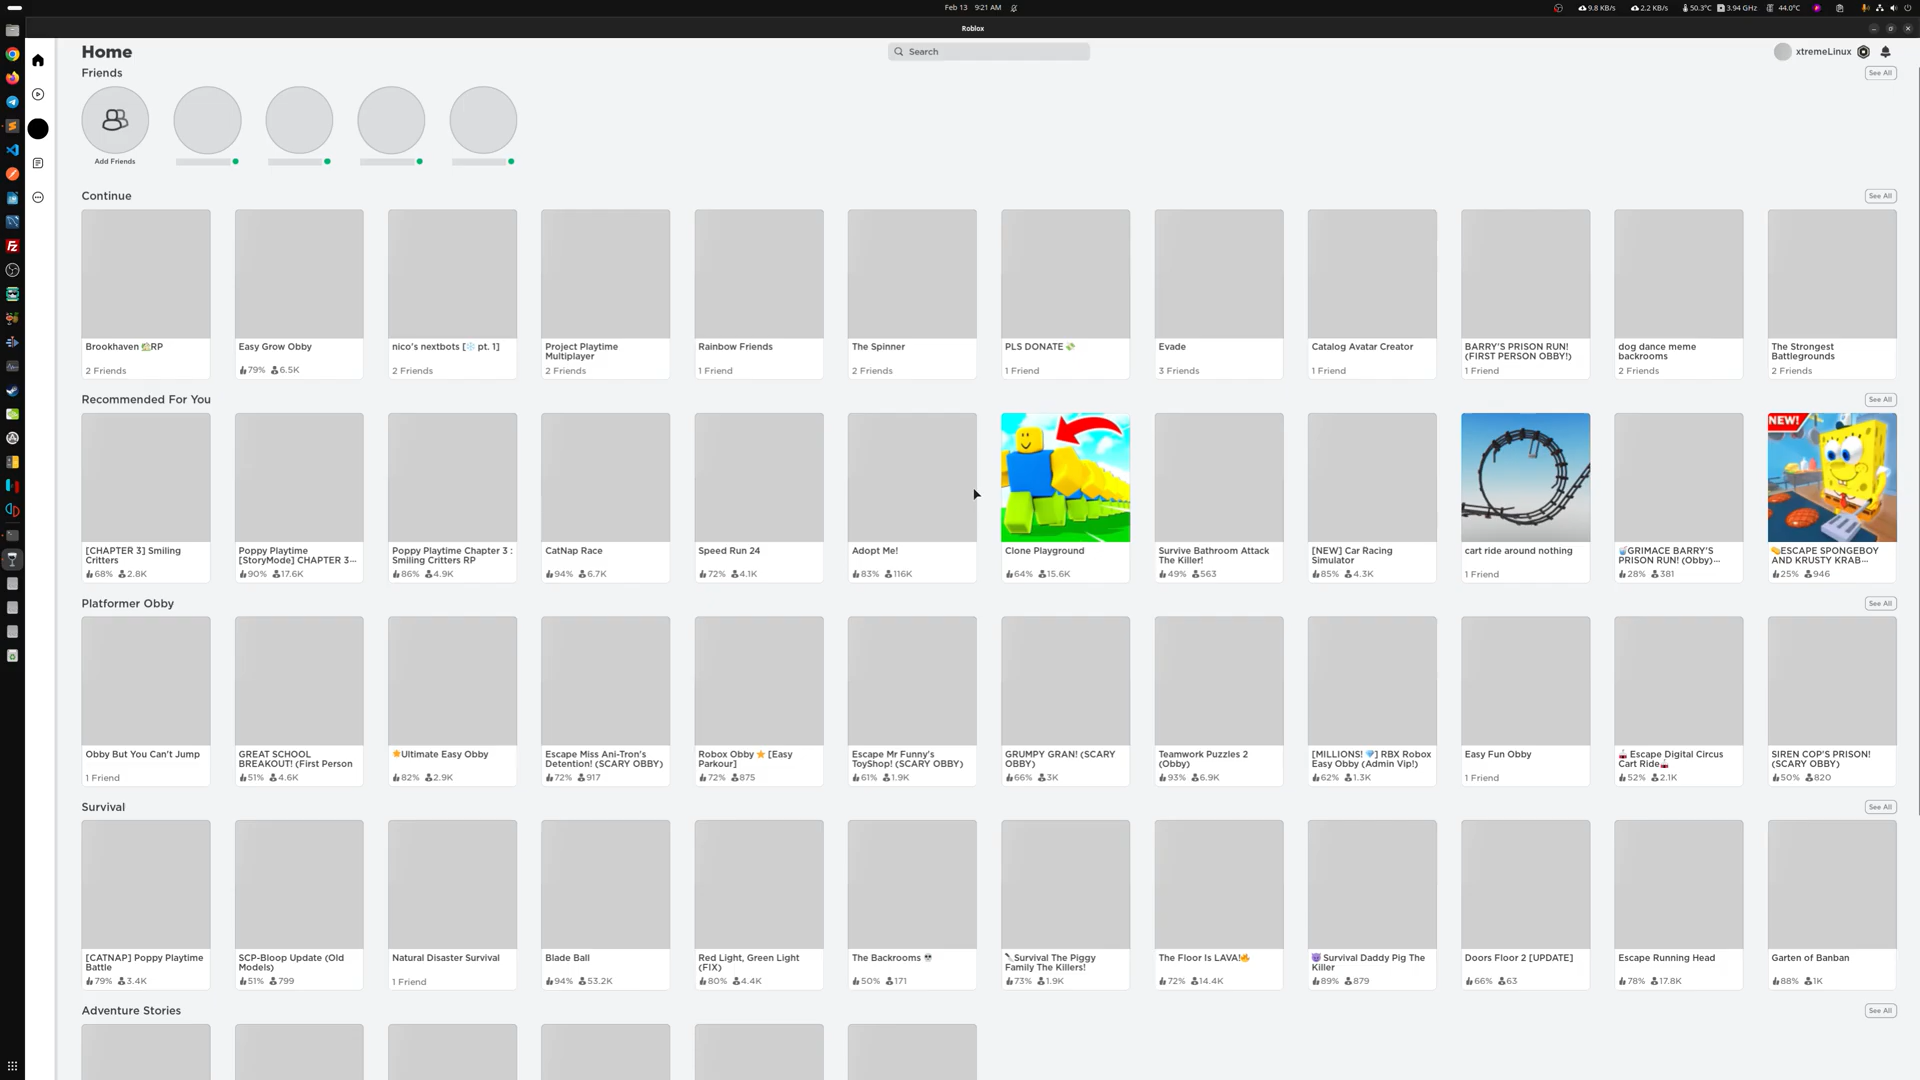 Feb 13 9:21 AM
9.8 KB/s 2.2 KB/s 50.3°C 3.94 GHz 44.0°C
Roblox
Home
Search
xtremeLinux
Friends
See All
Add Friends
Continue
See All
Brookhaven 🏡RP
2 Friends
Easy Grow Obby
79% 6.5K
nico's nextbots [❄️ pt. 1]
2 Friends
Project Playtime
Multiplayer
2 Friends
Rainbow Friends
1 Friend
The Spinner
2 Friends
PLS DONATE 💸
1 Friend
Evade
3 Friends
Catalog Avatar Creator
1 Friend
BARRY'S PRISON RUN!
(FIRST PERSON OBBY!)
1 Friend
dog dance meme
backrooms
2 Friends
The Strongest
Battlegrounds
2 Friends
Recommended For You
See All
[CHAPTER 3] Smiling
Critters
68% 2.8K
Poppy Playtime
[StoryMode] CHAPTER 3...
90% 17.6K
Poppy Playtime Chapter 3 :
Smiling Critters RP
86% 4.9K
CatNap Race
94% 6.7K
Speed Run 24
72% 4.1K
Adopt Me!
83% 116K
Clone Playground
64% 15.6K
Survive Bathroom Attack
The Killer!
49% 563
[NEW] Car Racing
Simulator
85% 4.3K
cart ride around nothing
1 Friend
GRIMACE BARRY'S
PRISON RUN! (Obby)...
28% 381
NEW!
ESCAPE SPONGEBOY
AND KRUSTY KRAB...
25% 946
Platformer Obby
See All
Obby But You Can't Jump
1 Friend
GREAT SCHOOL
BREAKOUT! (First Person
51% 4.6K
Ultimate Easy Obby
82% 2.9K
Escape Miss Ani-Tron's
Detention! (SCARY OBBY)
72% 917
Robox Obby ⭐ [Easy
Parkour]
72% 875
Escape Mr Funny's
ToyShop! (SCARY OBBY)
61% 1.9K
GRUMPY GRAN! (SCARY
OBBY)
66% 3K
Teamwork Puzzles 2
(Obby)
93% 6.9K
[MILLIONS! 💎] RBX Robox
Easy Obby (Admin Vip!)
62% 1.3K
Easy Fun Obby
1 Friend
Escape Digital Circus
Cart Ride
52% 2.1K
SIREN COP'S PRISON!
(SCARY OBBY)
50% 820
Survival
See All
[CATNAP] Poppy Playtime
Battle
79% 3.4K
SCP-Bloop Update (Old
Models)
51% 799
Natural Disaster Survival
1 Friend
Blade Ball
94% 53.2K
Red Light, Green Light
(FIX)
80% 4.4K
The Backrooms 💀
50% 171
🔪Survival The Piggy
Family The Killers!
73% 1.9K
The Floor Is LAVA!🔥
72% 14.4K
😈Survival Daddy Pig The
Killer
89% 879
Doors Floor 2 [UPDATE]
66% 63
Escape Running Head
78% 17.8K
Garten of Banban
88% 1K
Adventure Stories
See All